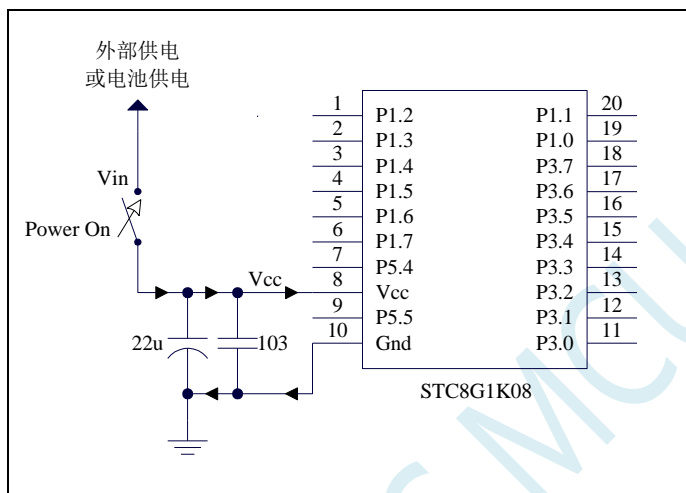 外部供电
或电池供电
Vin
Power On
Vcc
22u
103
1 P1.2 P1.1 20
2 P1.3 P1.0 19
3 P1.4 P3.7 18
4 P1.5 P3.6 17
5 P1.6 P3.5 16
6 P1.7 P3.4 15
7 P5.4 P3.3 14
8 Vcc P3.2 13
9 P5.5 P3.1 12
10 Gnd P3.0 11
STC8G1K08
MCU